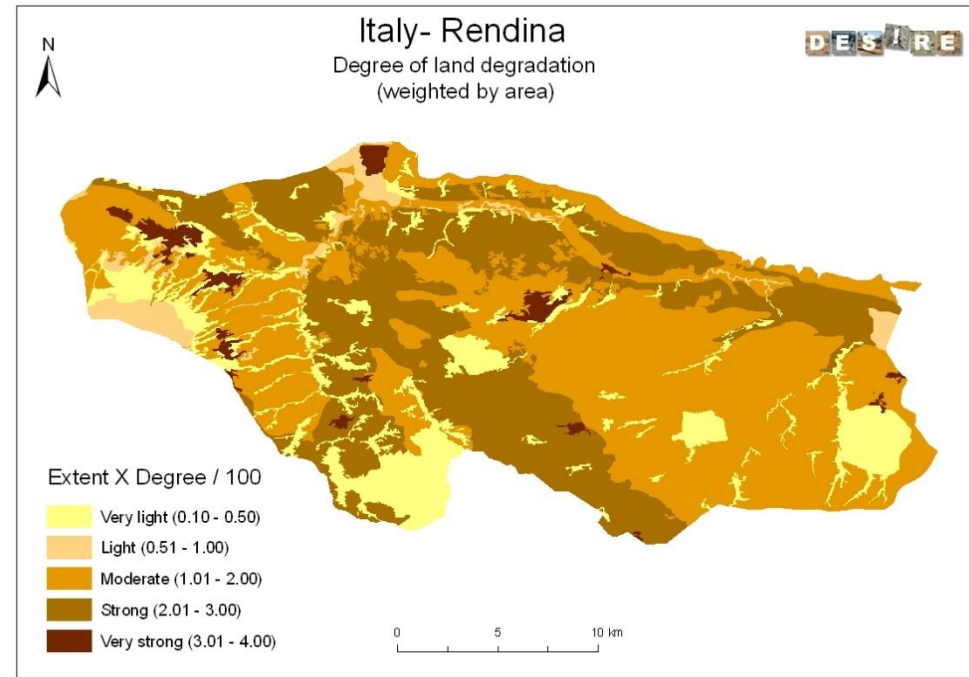 Italy- Rendina
Degree of land degradation
(weighted by area)
N
DESIRE
Extent X Degree / 100
Very light (0.10 - 0.50)
Light (0.51 - 1.00)
Moderate (1.01 - 2.00)
Strong (2.01 - 3.00)
Very strong (3.01 - 4.00)
0 5 10 km